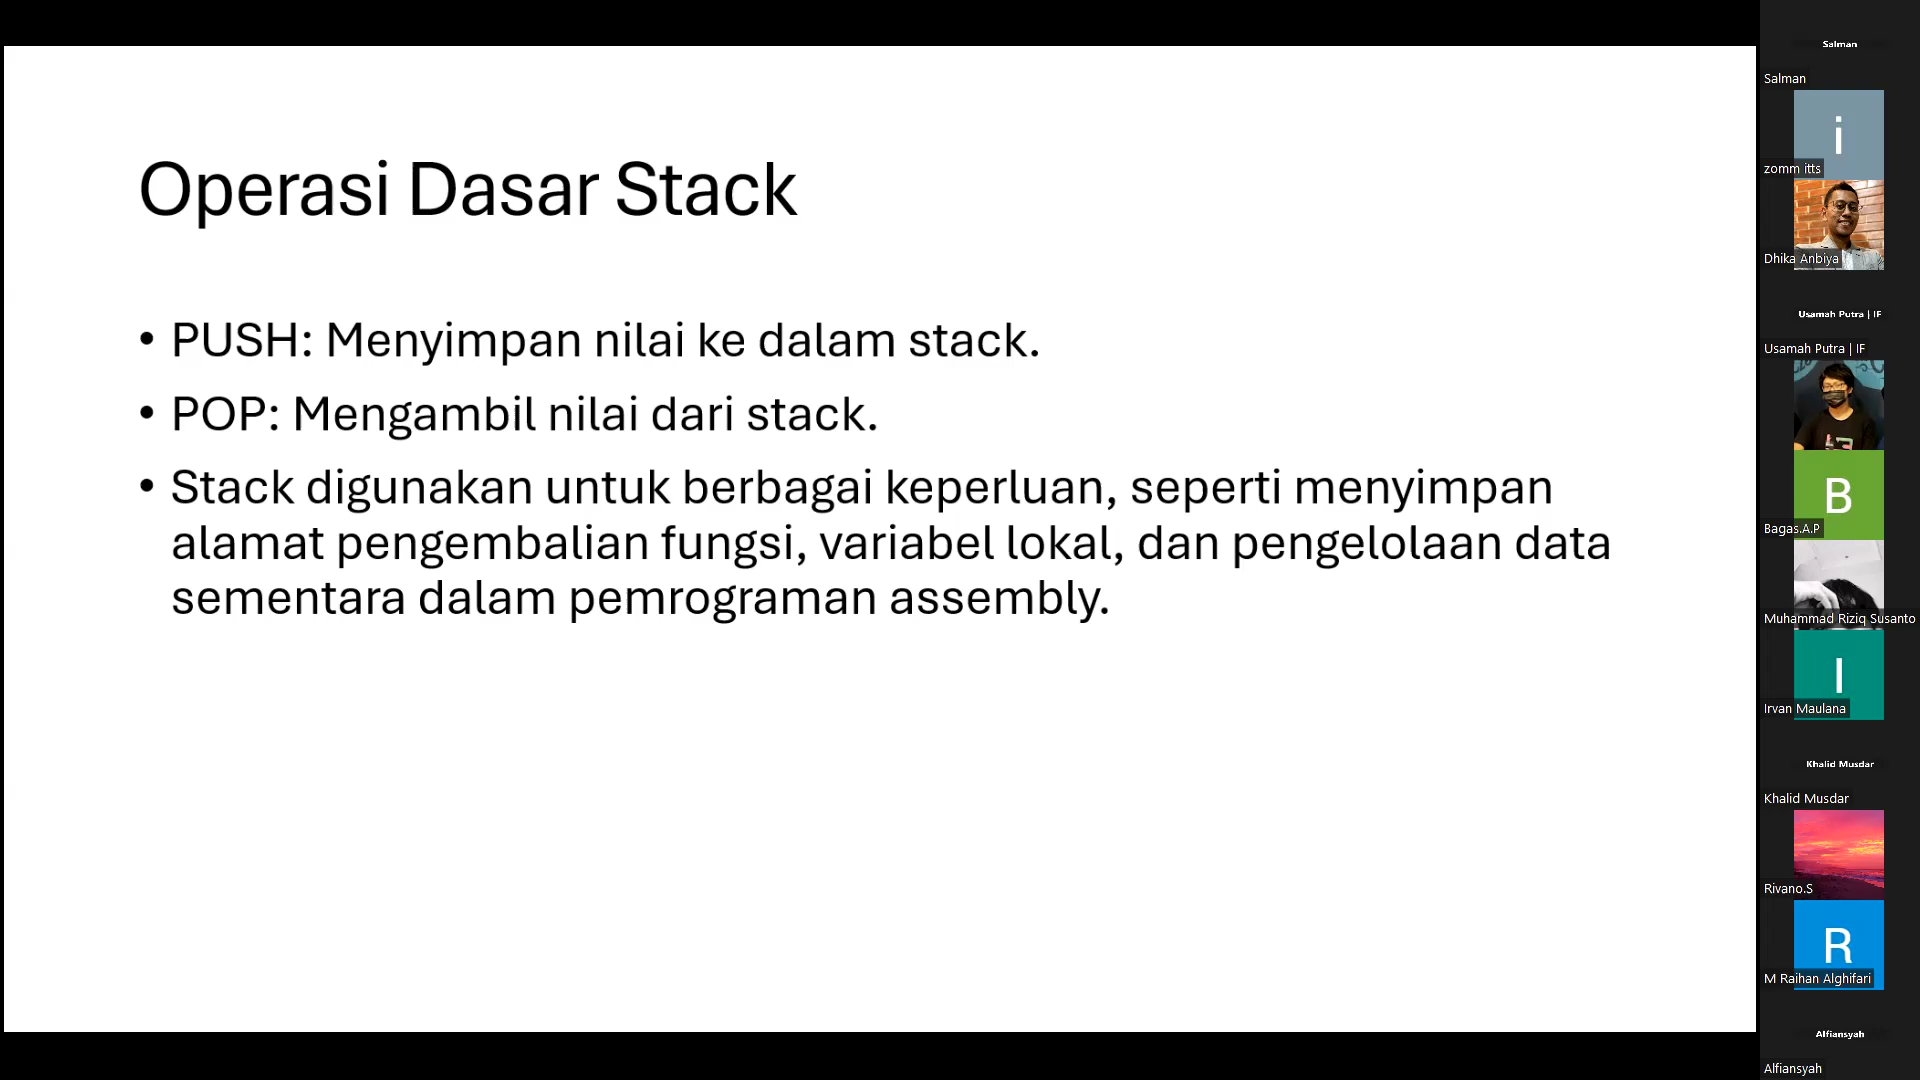 Operasi Dasar Stack
• PUSH: Menyimpan nilai ke dalam stack.
• POP: Mengambil nilai dari stack.
• Stack digunakan untuk berbagai keperluan, seperti menyimpan
alamat pengembalian fungsi, variabel lokal, dan pengelolaan data
sementara dalam pemrograman assembly.
Salman
Salman
i
zomm itts
Dhika Anbiya
Usamah Putra | IF
Usamah Putra | IF
B
Bagas.A.P
Muhammad Riziq Susanto
I
Irvan Maulana
Khalid Musdar
Khalid Musdar
Rivano.S
R
M Raihan Alghifari
Alfiansyah
Alfiansyah